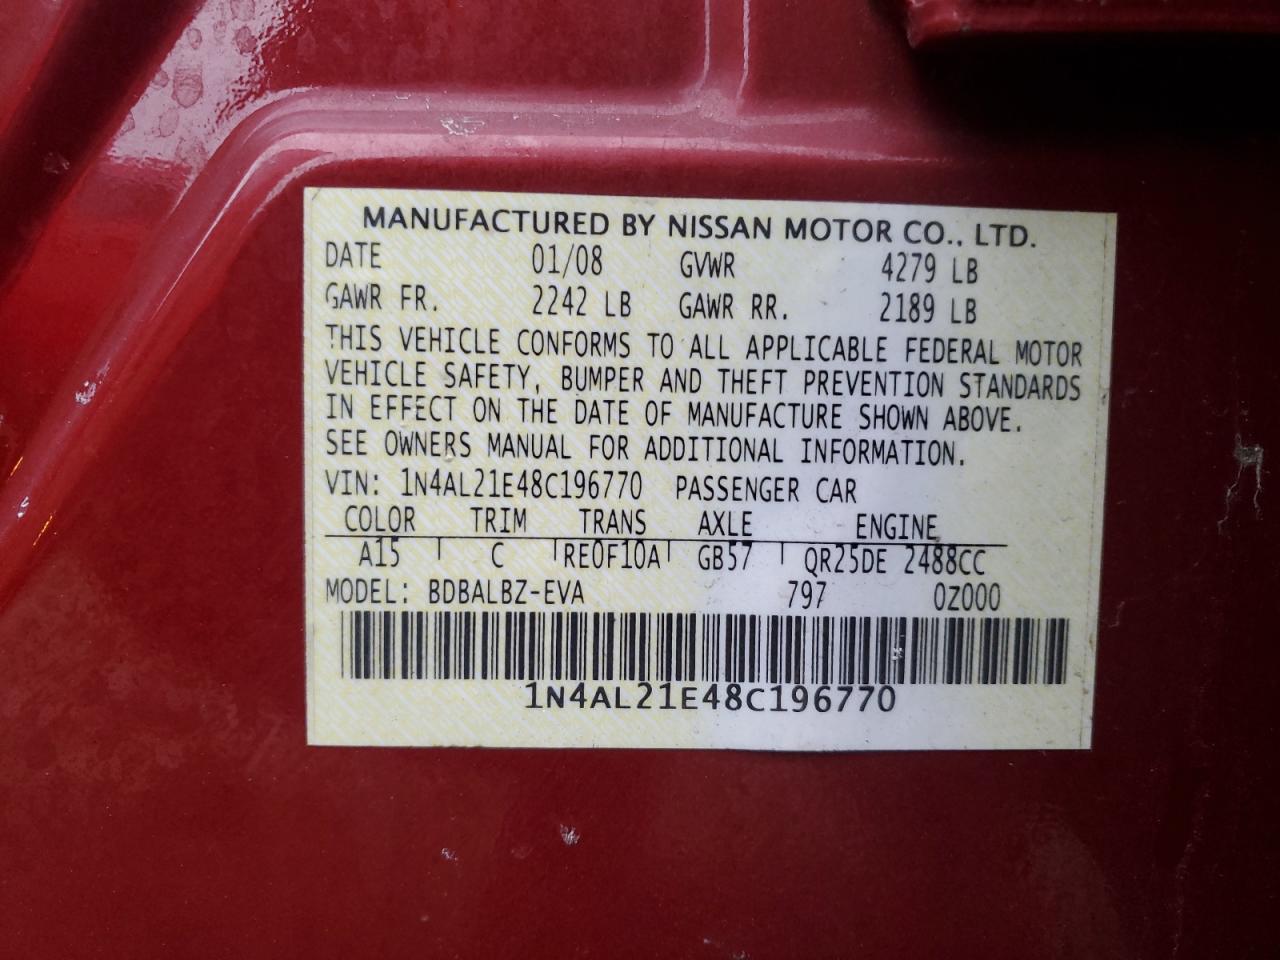 MANUFACTURED BY NISSAN MOTOR CO., LTD.
DATE 01/08 GVWR 4279 LB
GAWR FR. 2242 LB GAWR RR. 2189 LB
THIS VEHICLE CONFORMS TO ALL APPLICABLE FEDERAL MOTOR
VEHICLE SAFETY, BUMPER AND THEFT PREVENTION STANDARDS
IN EFFECT ON THE DATE OF MANUFACTURE SHOWN ABOVE.
SEE OWNERS MANUAL FOR ADDITIONAL INFORMATION.
VIN: 1N4AL21E48C196770 PASSENGER CAR
COLOR TRIM TRANS AXLE ENGINE
A15 C RE0F10A GB57 QR25DE 2488CC
MODEL: BDBALBZ-EVA 797 0Z000
1N4AL21E48C196770